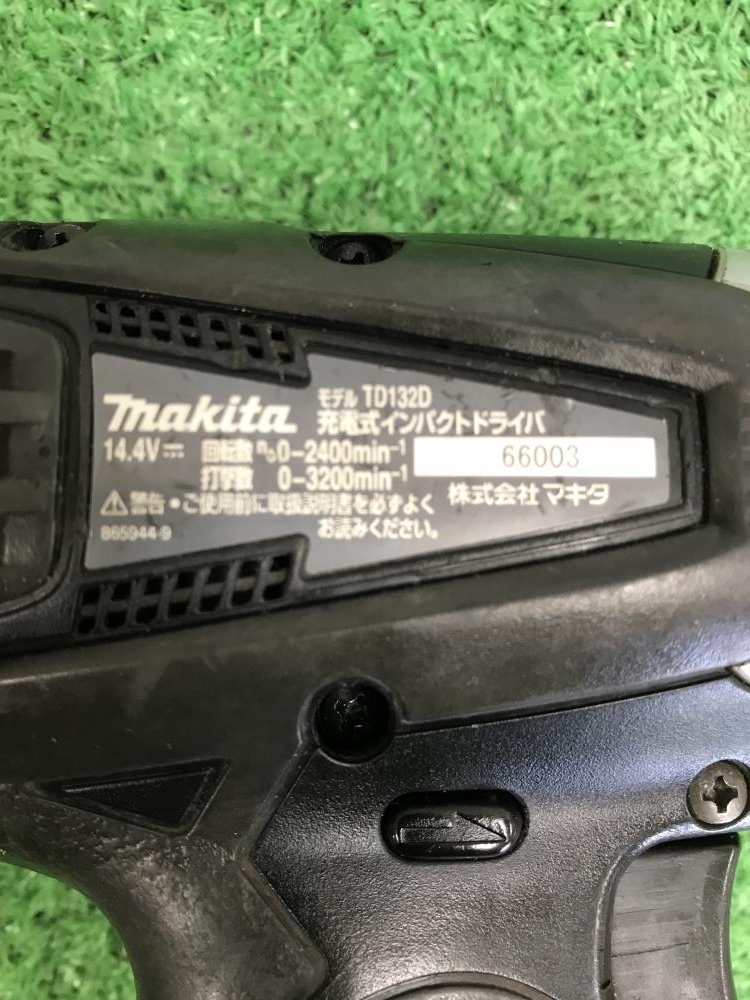 makita
モデル TD132D
充電式インパクトドライバ
14.4V⎓ 回転数 n₀0-2400min⁻¹
打撃数 0-3200min⁻¹
66003
⚠警告・ご使用前に取扱説明書を必ずよく
お読みください。
株式会社 マキタ
865944-9